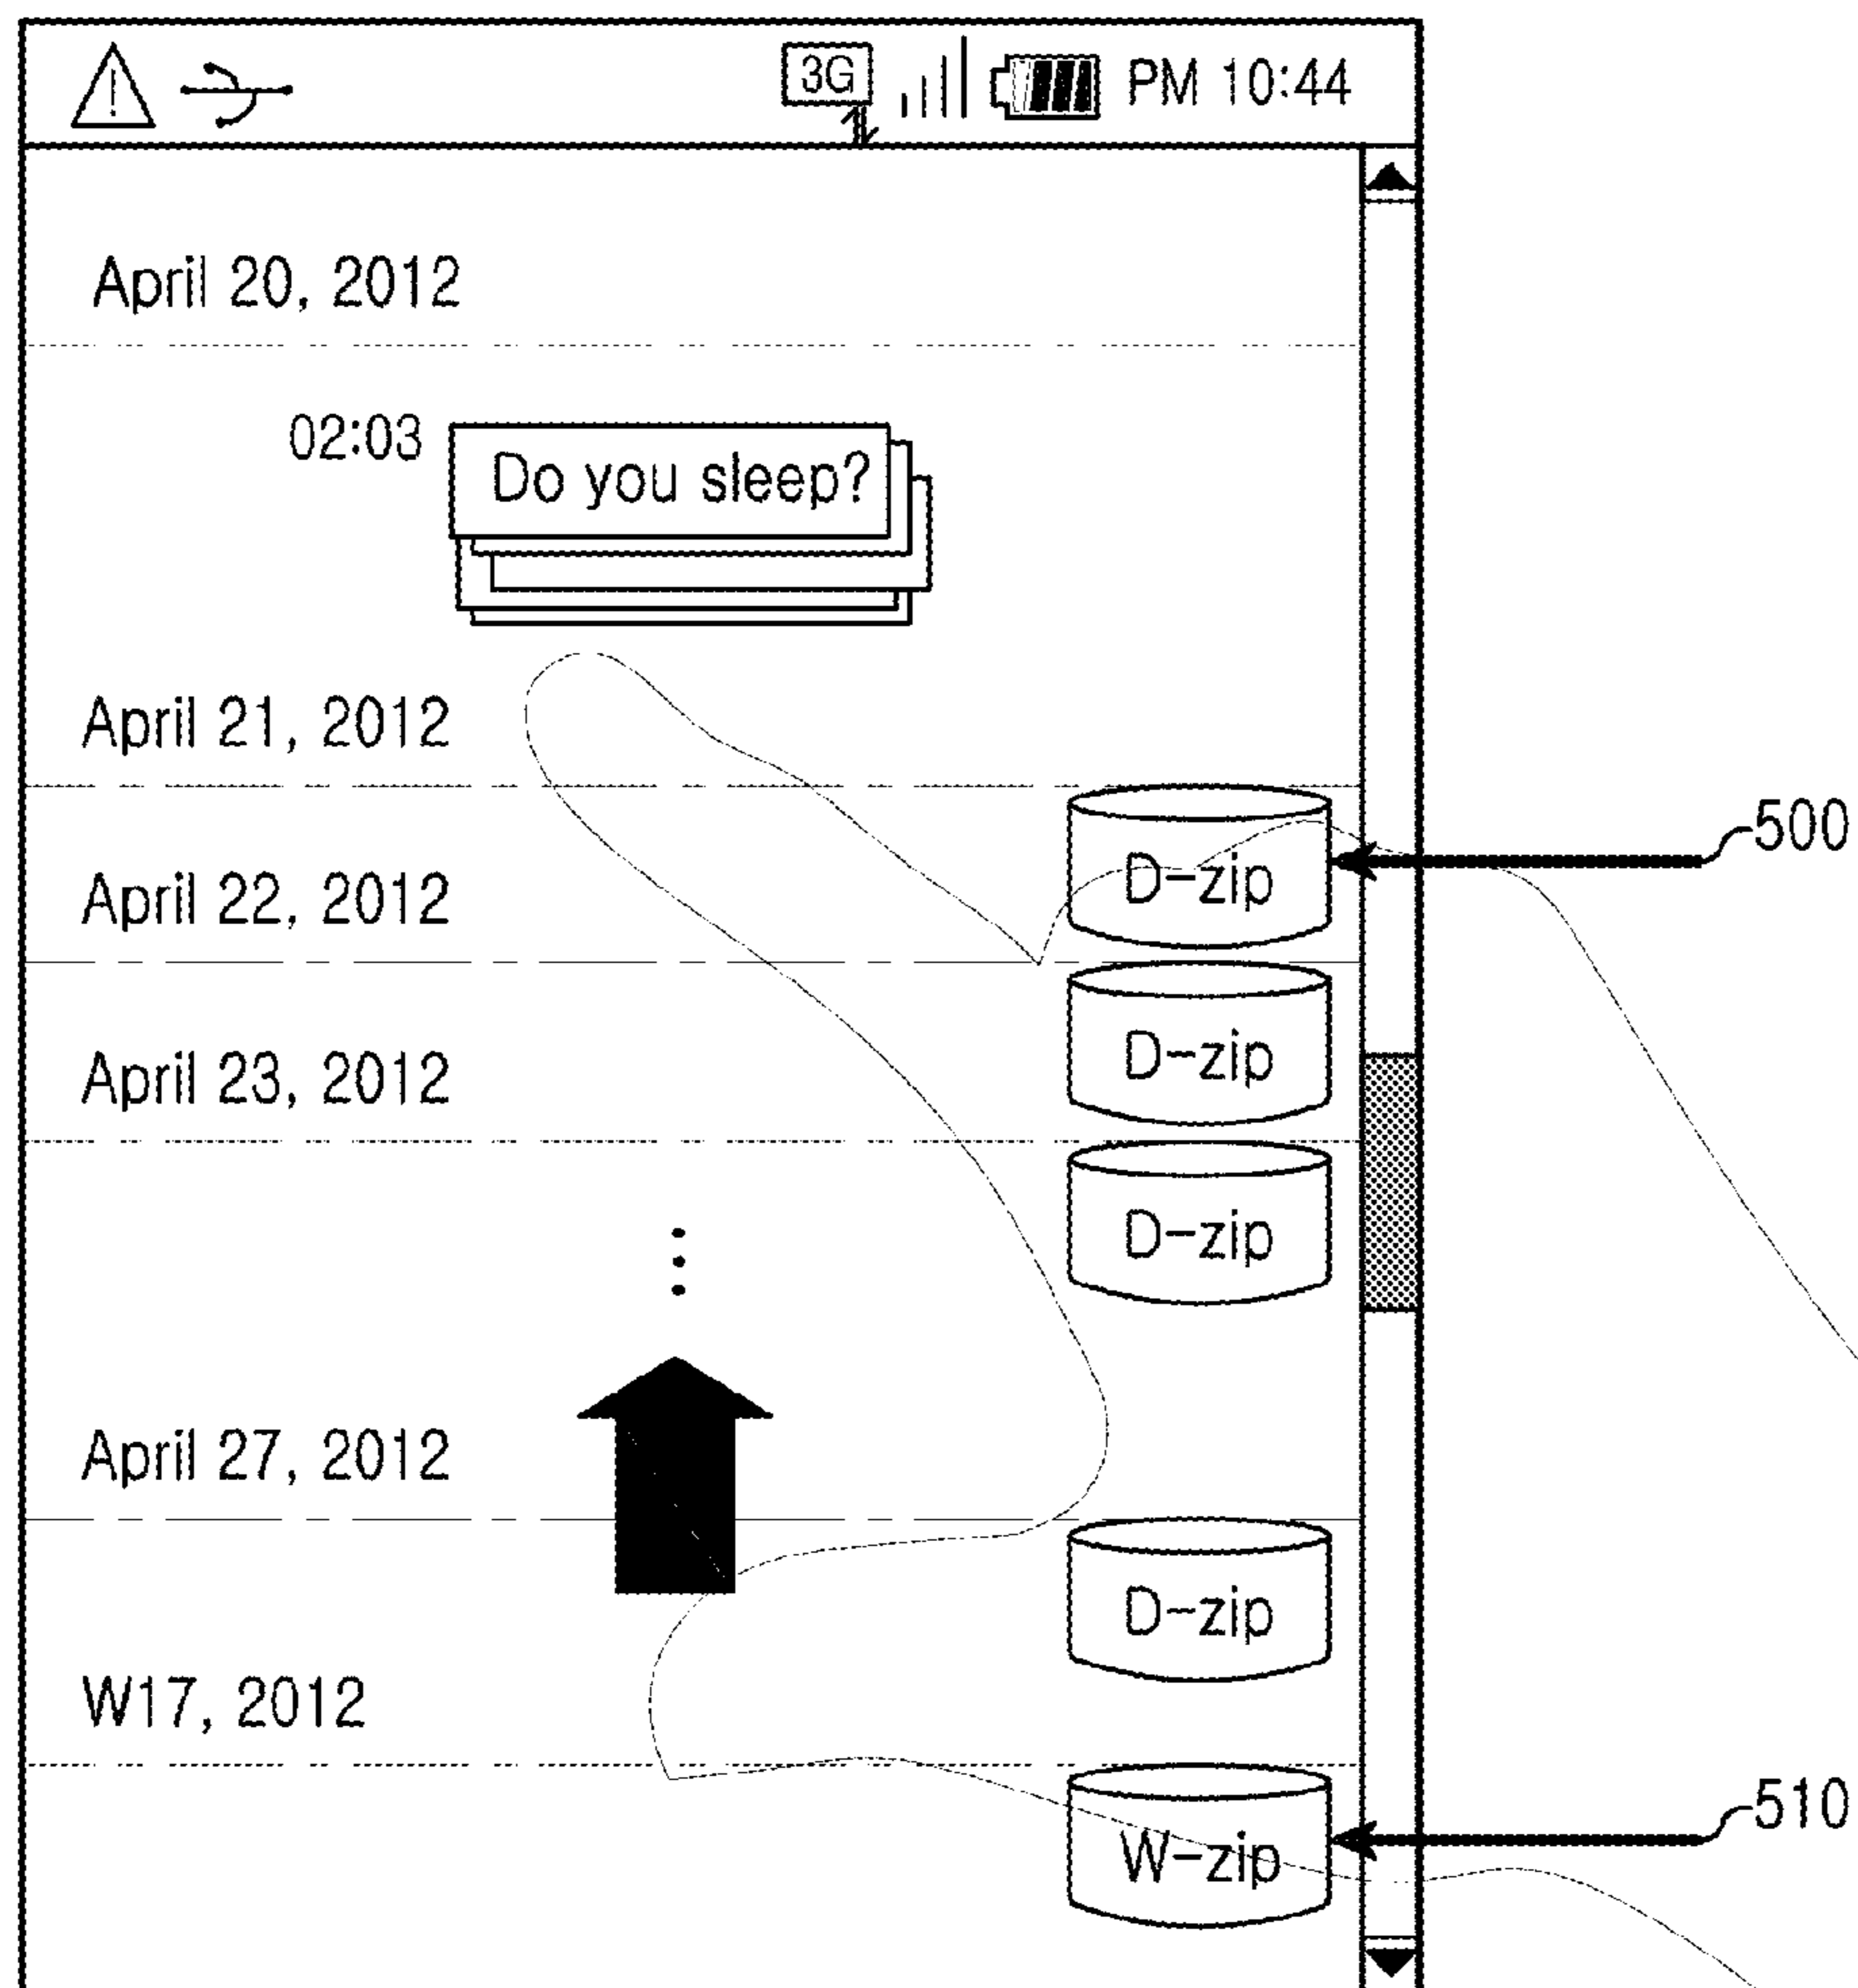 3G PM 10:44
April 20, 2012
02:03 Do you sleep?
April 21, 2012
500
D-zip
April 22, 2012
D-zip
April 23, 2012
D-zip
April 27, 2012
D-zip
W17, 2012
510
W-zip